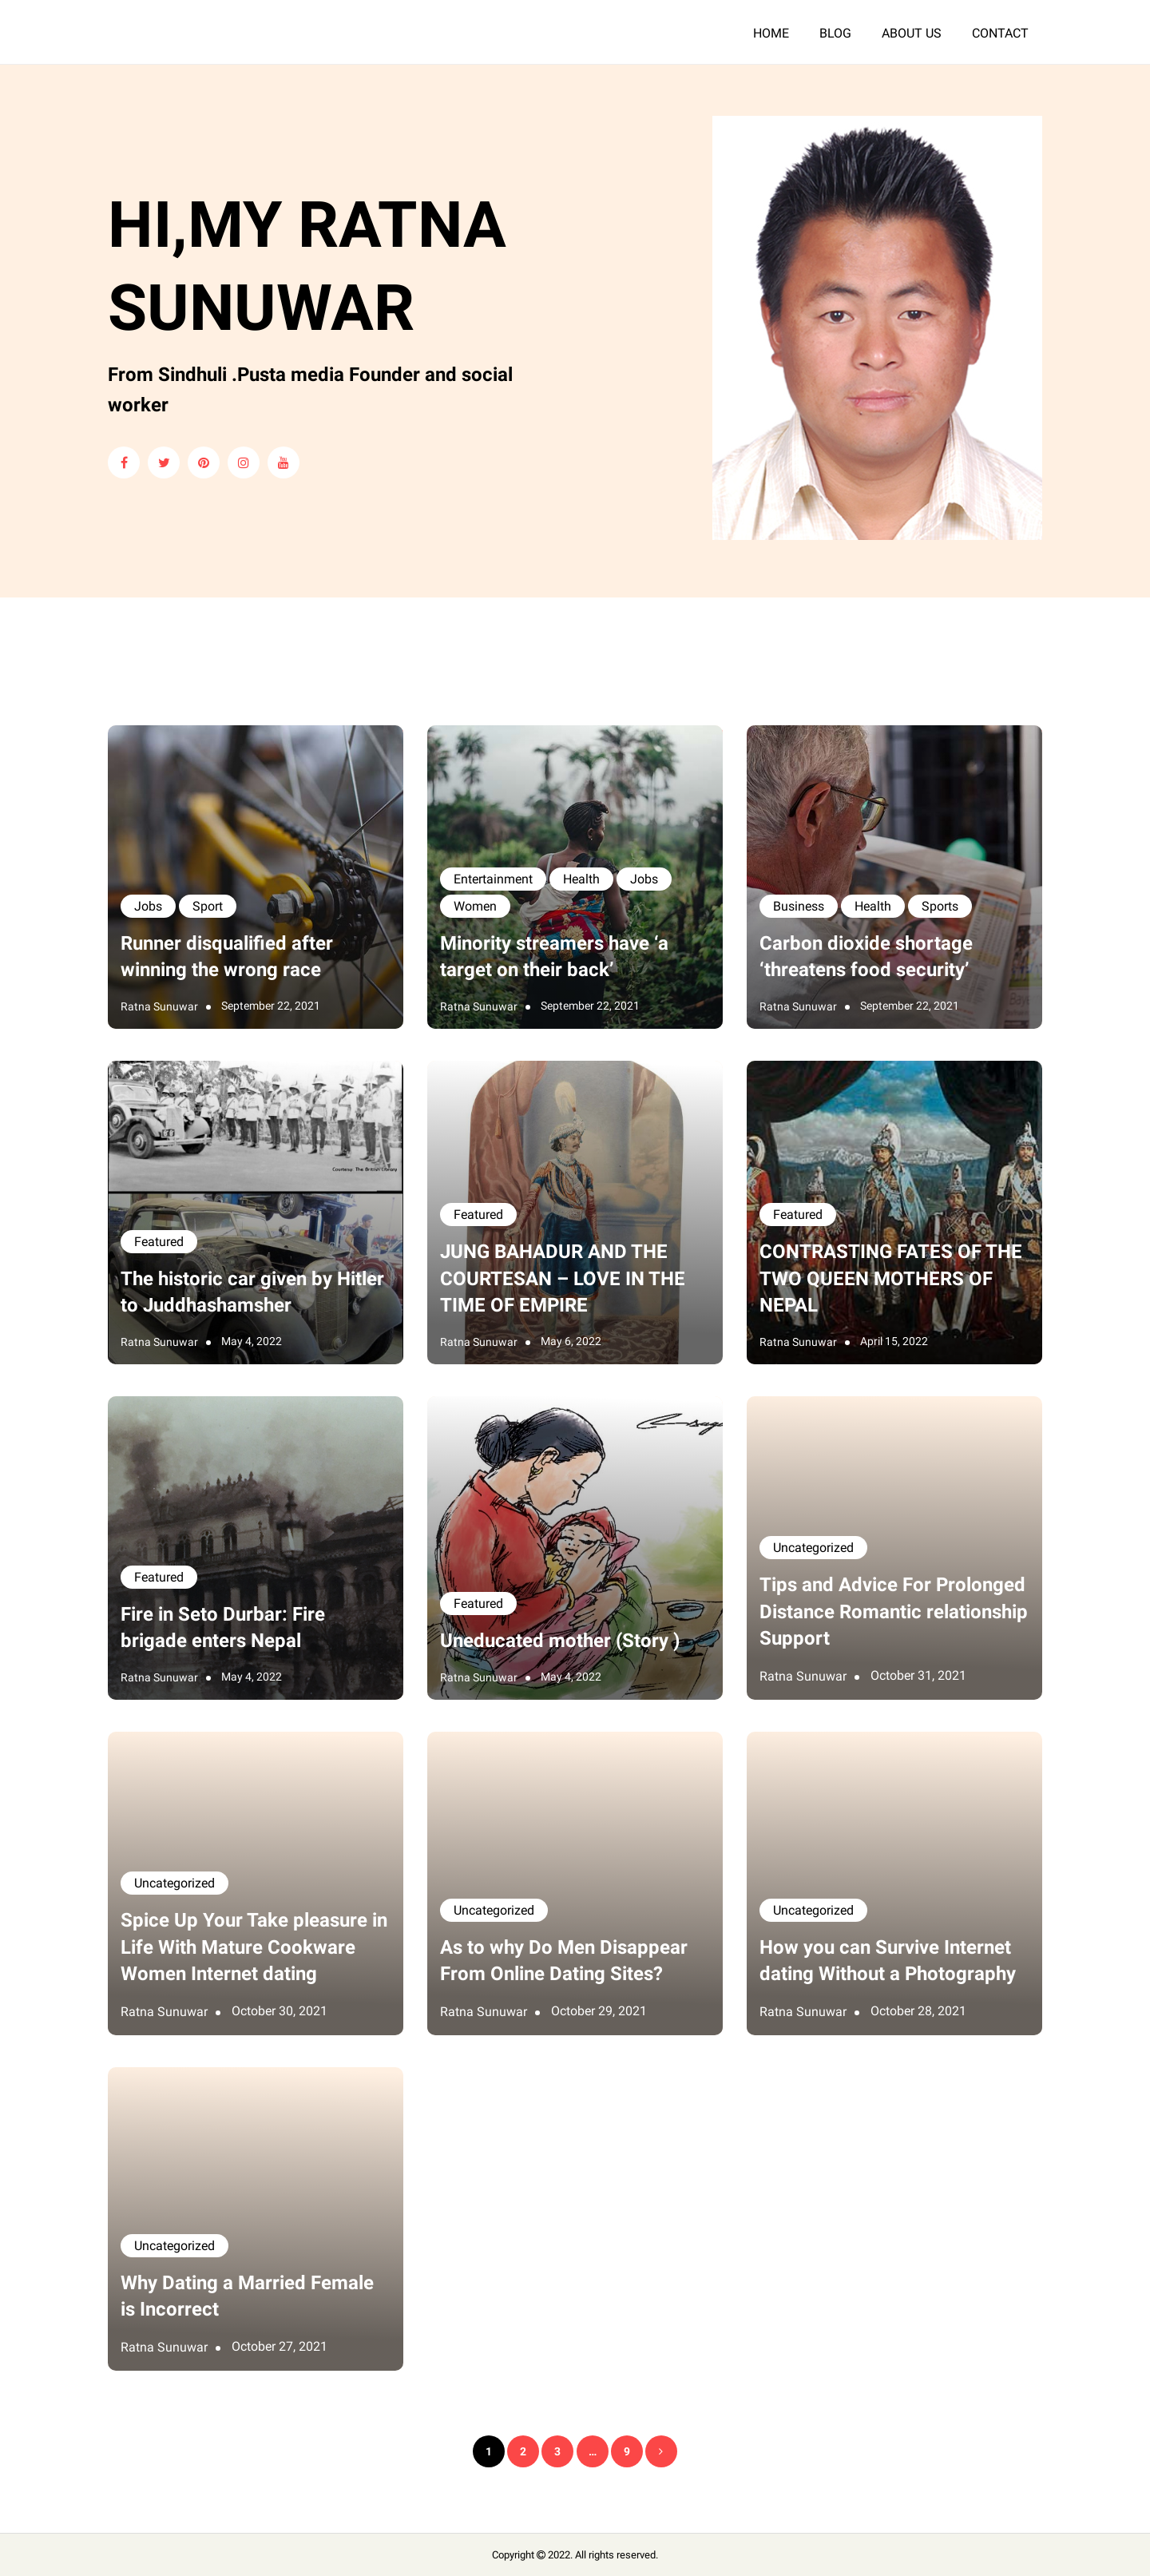 HOME BLOG ABOUT US CONTACT
HI,MY RATNA
SUNUWAR
From Sindhuli .Pusta media Founder and social
worker
Jobs Sport
Runner disqualified after
winning the wrong race
Ratna Sunuwar September 22, 2021
Entertainment Health Jobs
Women
Minority streamers have ‘a
target on their back’
Ratna Sunuwar September 22, 2021
Business Health Sports
Carbon dioxide shortage
‘threatens food security’
Ratna Sunuwar September 22, 2021
Courtesy: The British Library
Featured
The historic car given by Hitler
to Juddhashamsher
Ratna Sunuwar May 4, 2022
Featured
JUNG BAHADUR AND THE
COURTESAN – LOVE IN THE
TIME OF EMPIRE
Ratna Sunuwar May 6, 2022
Featured
CONTRASTING FATES OF THE
TWO QUEEN MOTHERS OF
NEPAL
Ratna Sunuwar April 15, 2022
Featured
Fire in Seto Durbar: Fire
brigade enters Nepal
Ratna Sunuwar May 4, 2022
Featured
Uneducated mother (Story )
Ratna Sunuwar May 4, 2022
Uncategorized
Tips and Advice For Prolonged
Distance Romantic relationship
Support
Ratna Sunuwar October 31, 2021
Uncategorized
Spice Up Your Take pleasure in
Life With Mature Cookware
Women Internet dating
Ratna Sunuwar October 30, 2021
Uncategorized
As to why Do Men Disappear
From Online Dating Sites?
Ratna Sunuwar October 29, 2021
Uncategorized
How you can Survive Internet
dating Without a Photography
Ratna Sunuwar October 28, 2021
Uncategorized
Why Dating a Married Female
is Incorrect
Ratna Sunuwar October 27, 2021
1 2 3 … 9
Copyright © 2022. All rights reserved.